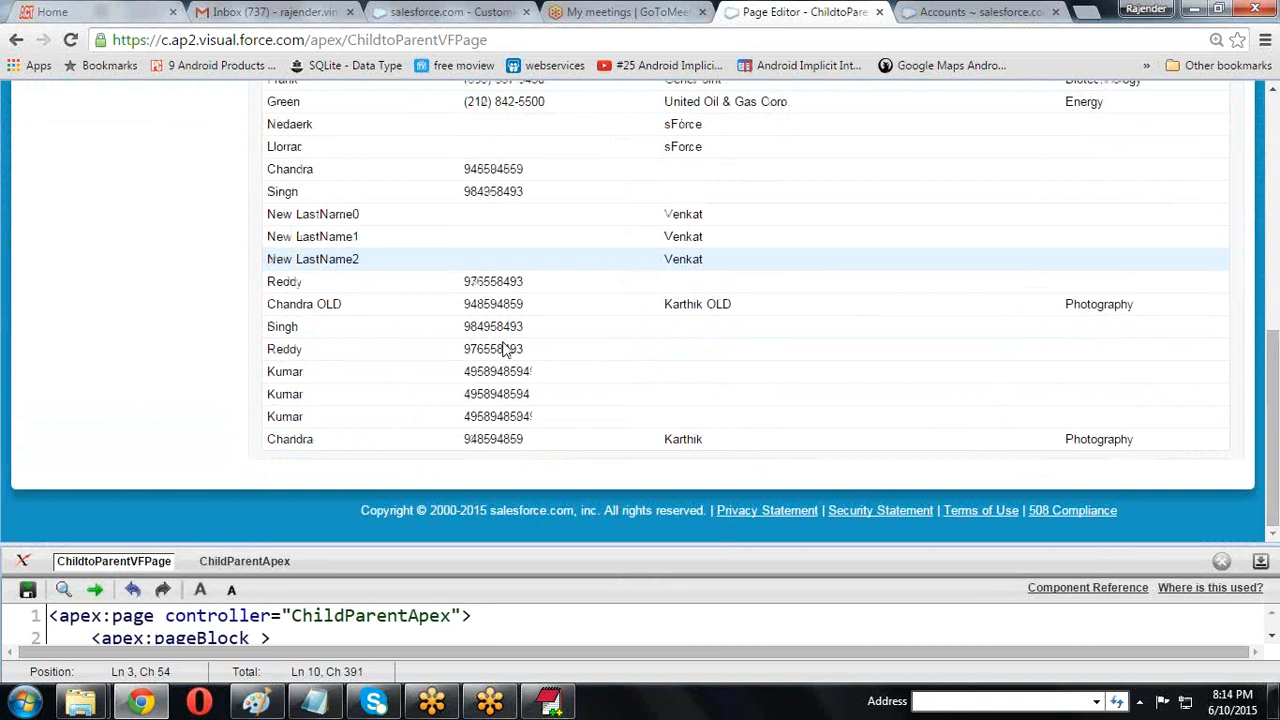 Home
Inbox (737) - rajender.vin
salesforce.com - Custom
My meetings | GoToMee
Page Editor - ChildtoPare
Accounts ~ salesforce.co
Rajender
https://c.ap2.visual.force.com/apex/ChildtoParentVFPage
Apps Bookmarks 9 Android Products ... SQLite - Data Type free moview webservices #25 Android Implici... Android Implicit Int... Google Maps Andro... » Other bookmarks
Green (212) 842-5500 United Oil & Gas Corp Energy
Nedaerk sForce
Llorrac sForce
Chandra
Singh 984958493
New LastName0 Venkat
New LastName1 Venkat
New LastName2 Venkat
Reddy 976558493
Chandra OLD 948594859 Karthik OLD Photography
Singh 984958493
Reddy
Kumar
Kumar 4958948594
Kumar
Chandra 948594859 Karthik Photography
Copyright © 2000-2015 salesforce.com, inc. All rights reserved. | Privacy Statement | Security Statement | Terms of Use | 508 Compliance
ChildtoParentVFPage ChildParentApex
A A Component Reference Where is this used?
1 <apex:page controller="ChildParentApex">
2 <apex:pageBlock >
Position: Ln 3, Ch 54 Total: Ln 10, Ch 391
Address
8:14 PM
6/10/2015